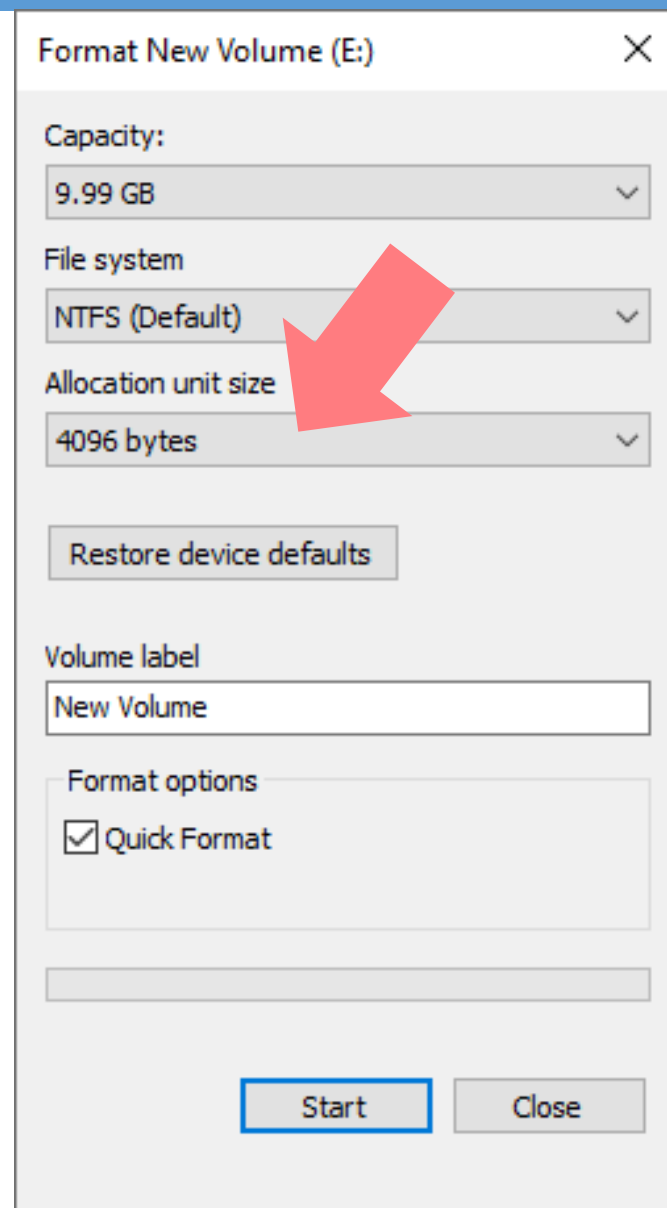 Format New Volume (E:)
Capacity:
9.99 GB
File system
NTFS (Default)
Allocation unit size
4096 bytes
Restore device defaults
Volume label
New Volume
Format options
Quick Format
Start Close